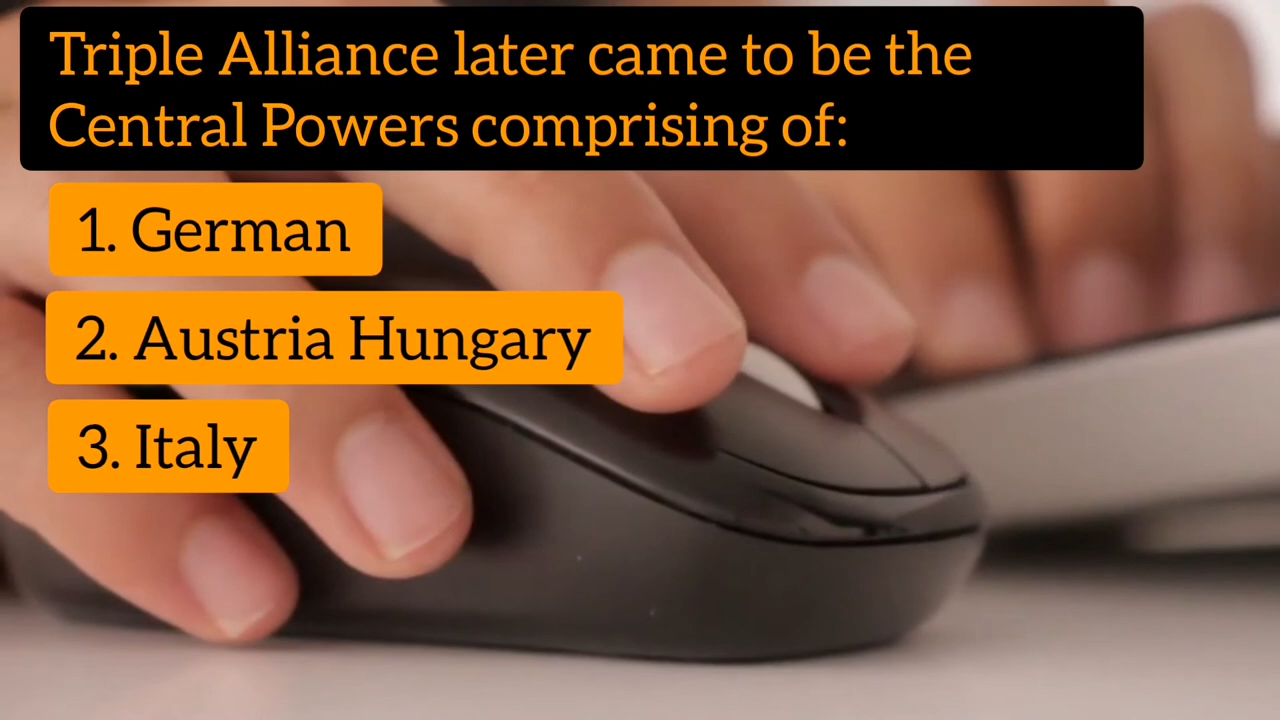 Triple Alliance later came to be the
Central Powers comprising of:
1. German
2. Austria Hungary
3. Italy